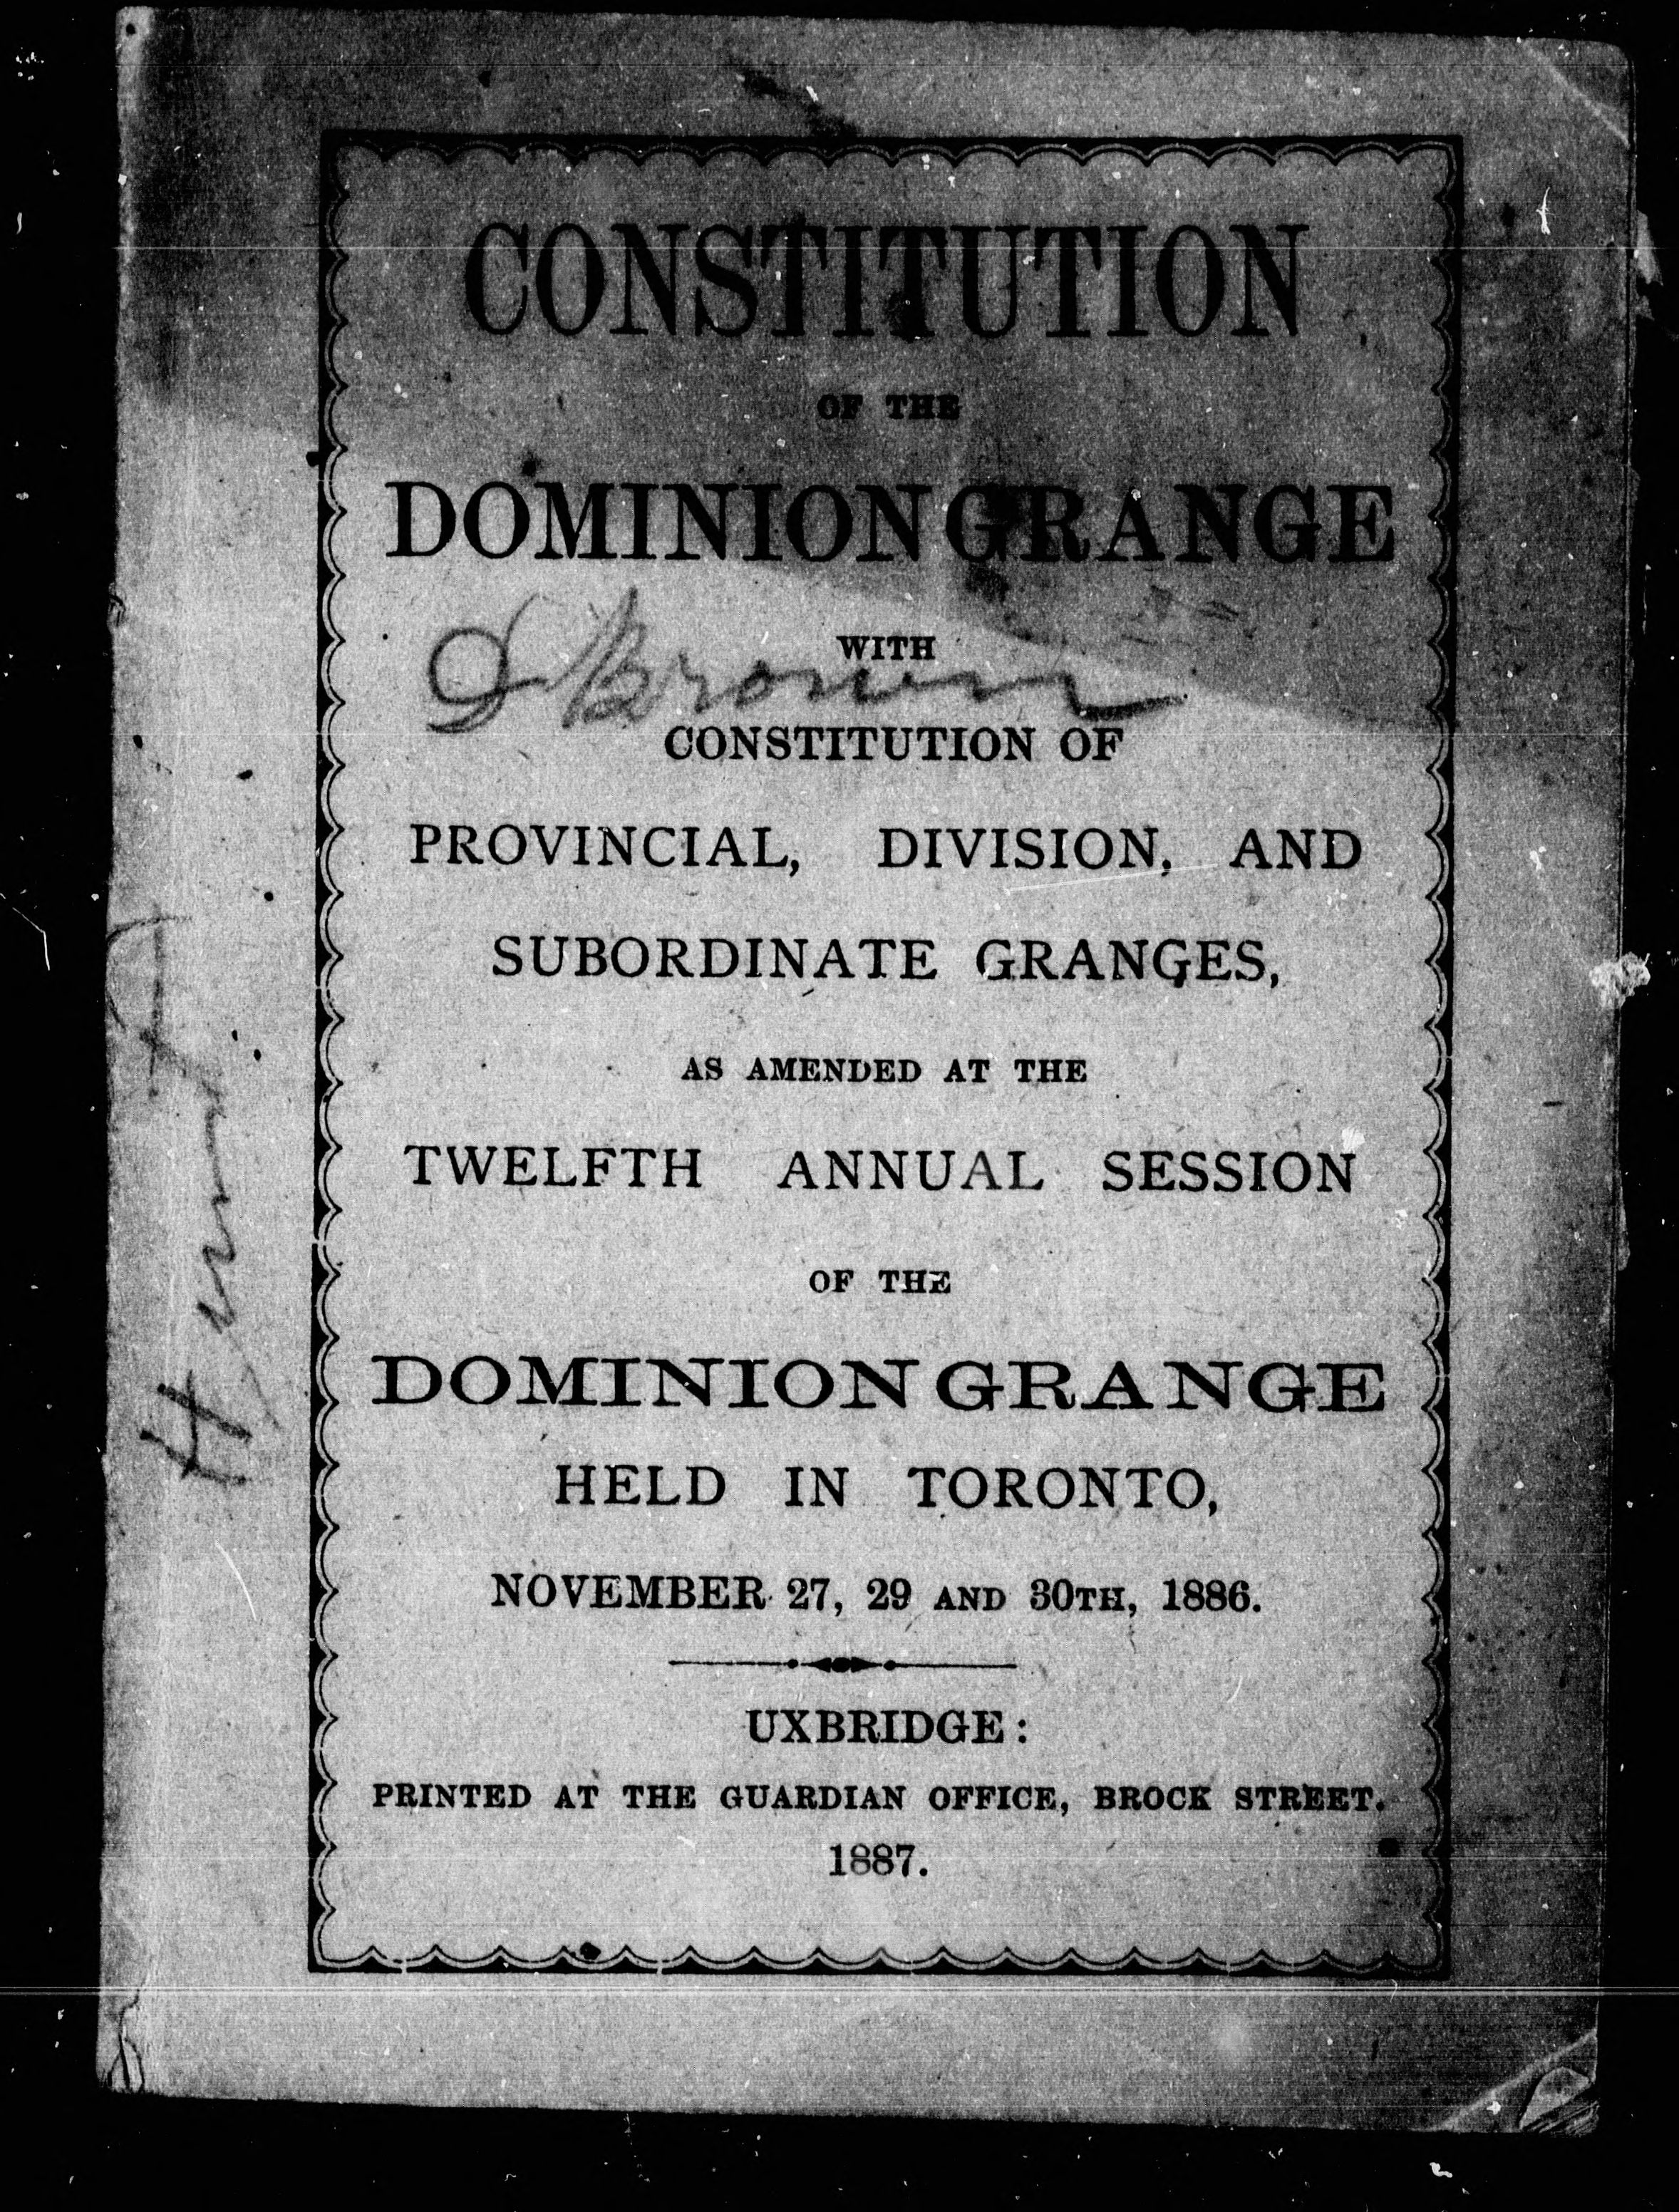 CONSTITUTION
OF THE
DOMINION GRANGE
WITH
Brown
CONSTITUTION OF
PROVINCIAL, DIVISION, AND
SUBORDINATE GRANGES,
AS AMENDED AT THE
TWELFTH ANNUAL SESSION
OF THE
DOMINION GRANGE
HELD IN TORONTO,
NOVEMBER 27, 29 AND 30TH, 1886.
UXBRIDGE:
PRINTED AT THE GUARDIAN OFFICE, BROCK STREET.
1887.